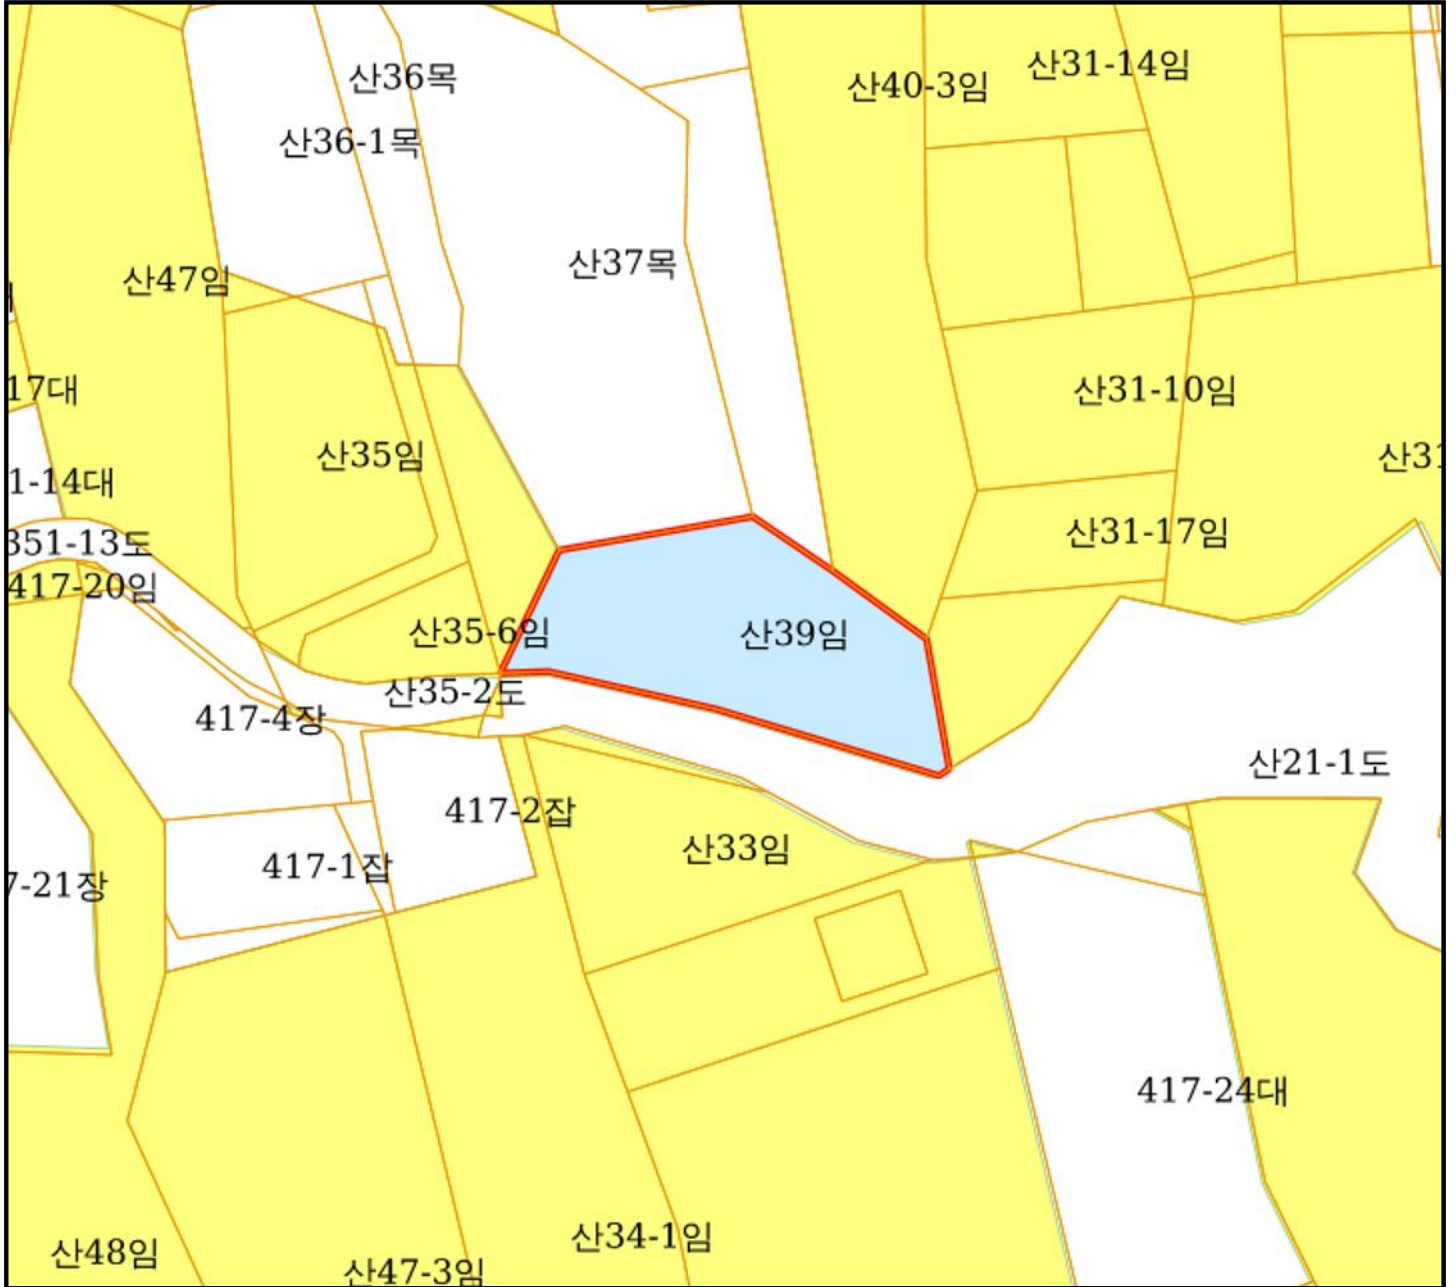 산31-14임
산36목
산40-3임
산36-1목
산37목
산47임
17대
산31-10임
산35임
산31
1-14대
산31-17임
351-13도
417-20임
산35-6임
산39임
산35-2도
417-4장
산21-1도
417-2잡
산33임
417-1잡
7-21장
417-24대
산34-1임
산48임
산47-3임